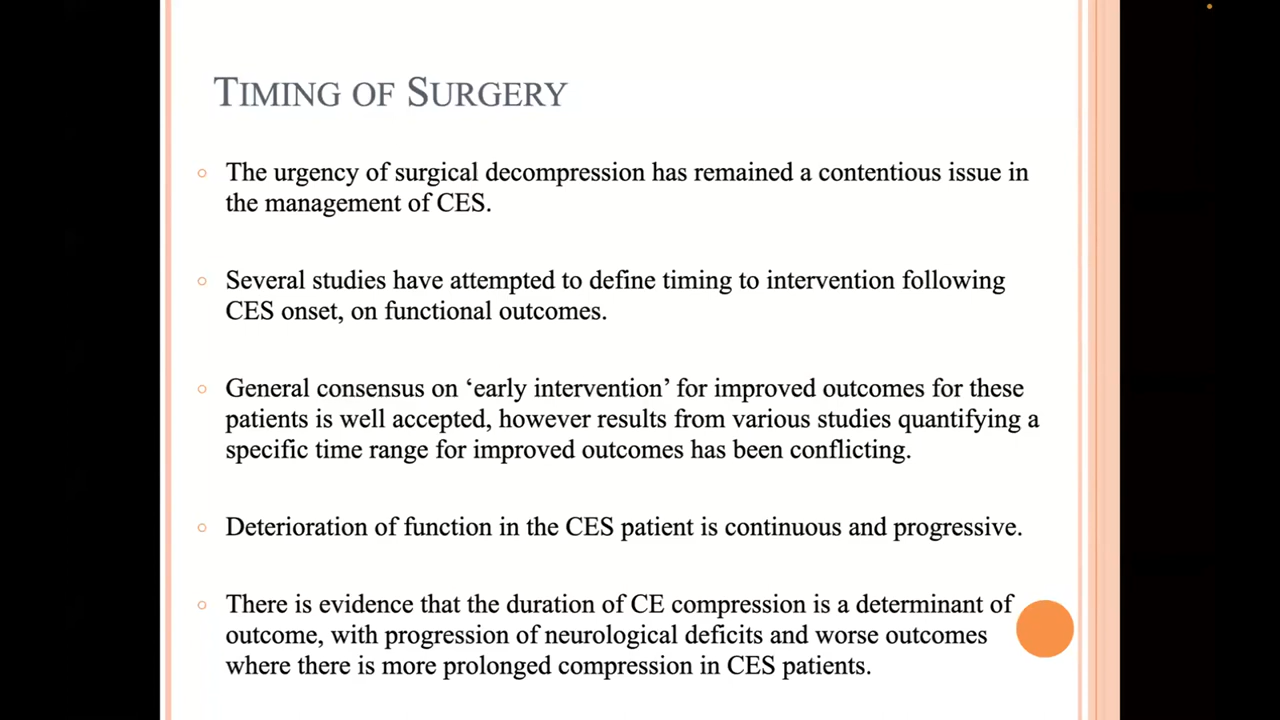 Timing of Surgery
The urgency of surgical decompression has remained a contentious issue in
the management of CES.
Several studies have attempted to define timing to intervention following
CES onset, on functional outcomes.
General consensus on ‘early intervention’ for improved outcomes for these
patients is well accepted, however results from various studies quantifying a
specific time range for improved outcomes has been conflicting.
Deterioration of function in the CES patient is continuous and progressive.
There is evidence that the duration of CE compression is a determinant of
outcome, with progression of neurological deficits and worse outcomes
where there is more prolonged compression in CES patients.